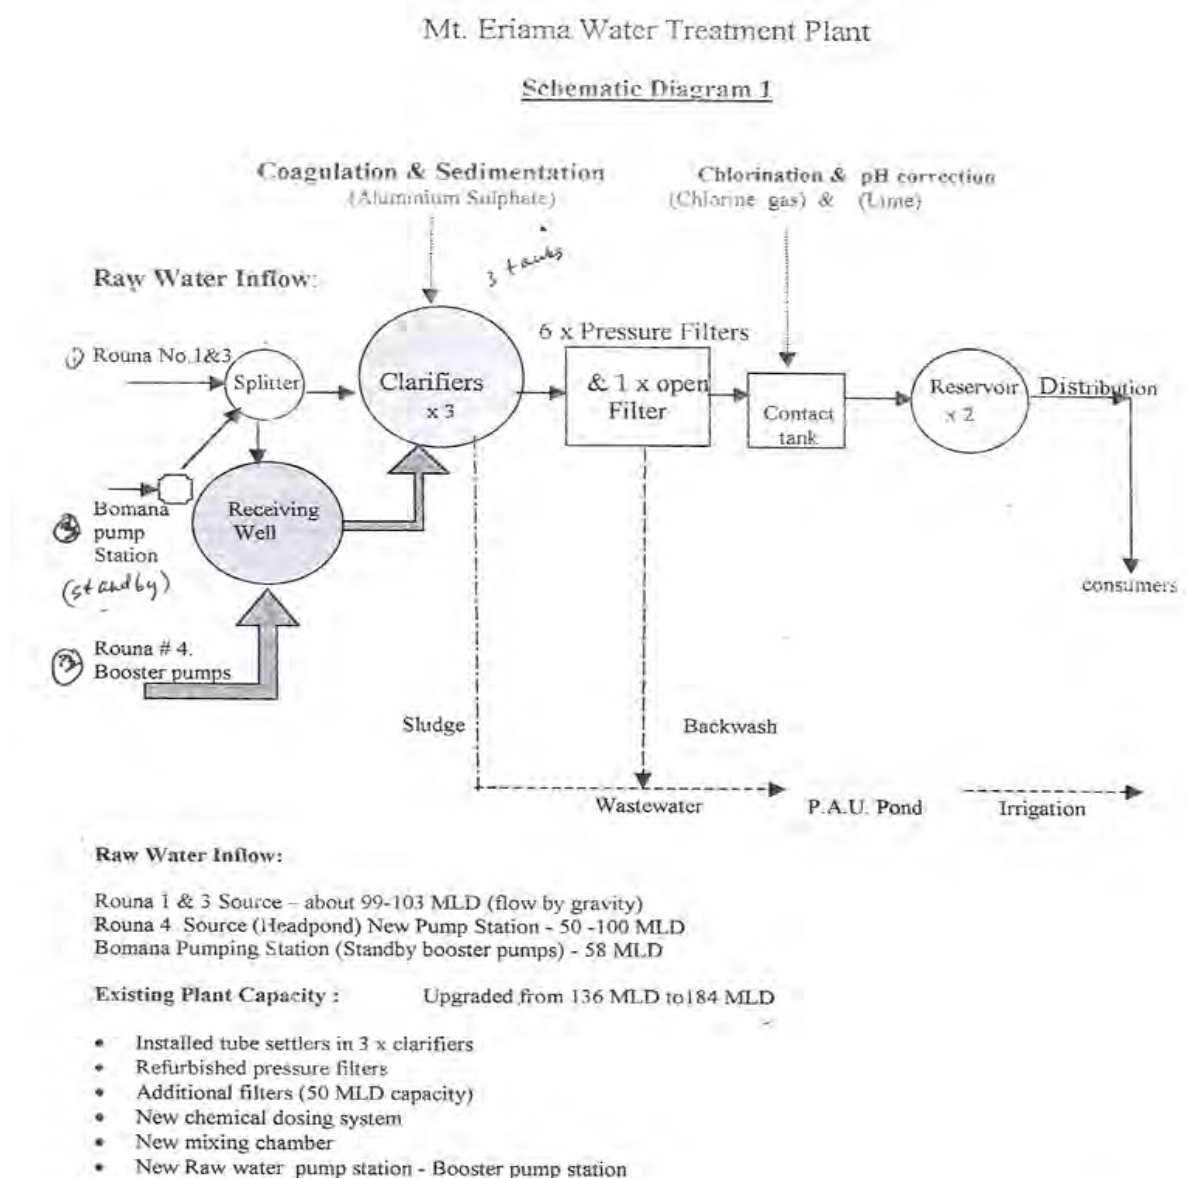 Mt. Eriama Water Treatment Plant
Schematic Diagram 1
Coagulation & Sedimentation
(Aluminium Sulphate)
Chlorination & pH correction
(Chlorine gas) & (Lime)
3 tanks
Raw Water Inflow:
6 x Pressure Filters
1 Rouna No.1&3
Splitter
Clarifiers
x 3
& 1 x open
Filter
Contact
tank
Reservoir
x 2
Distribution
Bomana
pump
Station
(standby)
Receiving
Well
consumers
Rouna # 4.
Booster pumps
Sludge
Backwash
Wastewater
P.A.U. Pond
Irrigation
Raw Water Inflow:
Rouna 1 & 3 Source – about 99-103 MLD (flow by gravity)
Rouna 4 Source (Headpond) New Pump Station - 50 -100 MLD
Bomana Pumping Station (Standby booster pumps) - 58 MLD
Existing Plant Capacity : Upgraded from 136 MLD to184 MLD
• Installed tube settlers in 3 x clarifiers
• Refurbished pressure filters
• Additional filters (50 MLD capacity)
• New chemical dosing system
• New mixing chamber
• New Raw water pump station - Booster pump station